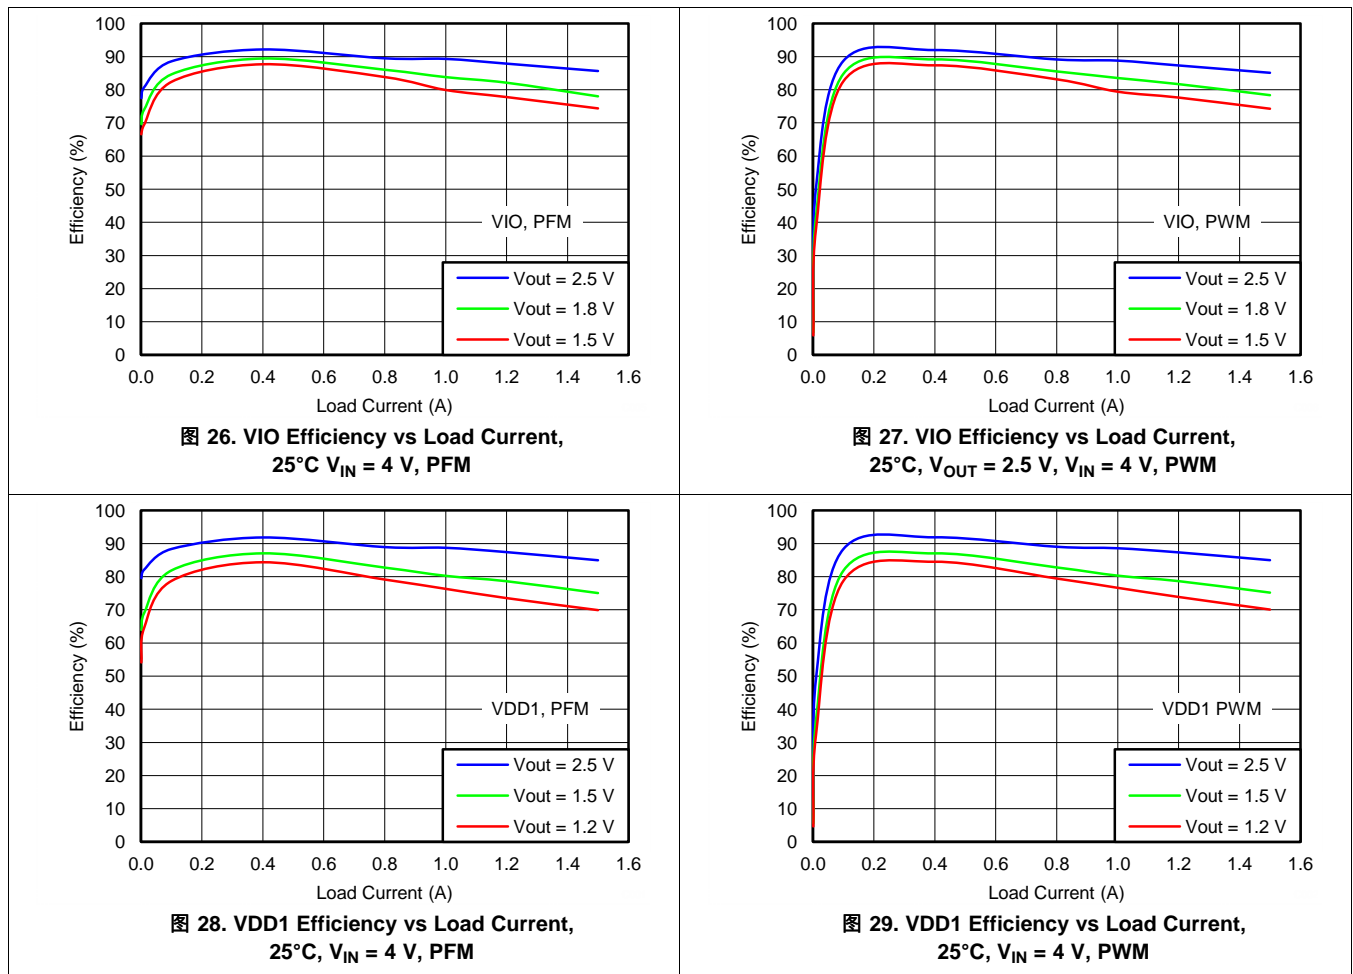 100
90
80
70
60
50
40
30
20
10
0
Efficiency (%)
VIO, PFM
Vout = 2.5 V
Vout = 1.8 V
Vout = 1.5 V
0.0 0.2 0.4 0.6 0.8 1.0 1.2 1.4 1.6
Load Current (A)
图 26. VIO Efficiency vs Load Current,
25°C V_IN = 4 V, PFM
100
90
80
70
60
50
40
30
20
10
0
Efficiency (%)
VIO, PWM
Vout = 2.5 V
Vout = 1.8 V
Vout = 1.5 V
0.0 0.2 0.4 0.6 0.8 1.0 1.2 1.4 1.6
Load Current (A)
图 27. VIO Efficiency vs Load Current,
25°C, V_OUT = 2.5 V, V_IN = 4 V, PWM
100
90
80
70
60
50
40
30
20
10
0
Efficiency (%)
VDD1, PFM
Vout = 2.5 V
Vout = 1.5 V
Vout = 1.2 V
0.0 0.2 0.4 0.6 0.8 1.0 1.2 1.4 1.6
Load Current (A)
图 28. VDD1 Efficiency vs Load Current,
25°C, V_IN = 4 V, PFM
100
90
80
70
60
50
40
30
20
10
0
Efficiency (%)
VDD1 PWM
Vout = 2.5 V
Vout = 1.5 V
Vout = 1.2 V
0.0 0.2 0.4 0.6 0.8 1.0 1.2 1.4 1.6
Load Current (A)
图 29. VDD1 Efficiency vs Load Current,
25°C, V_IN = 4 V, PWM